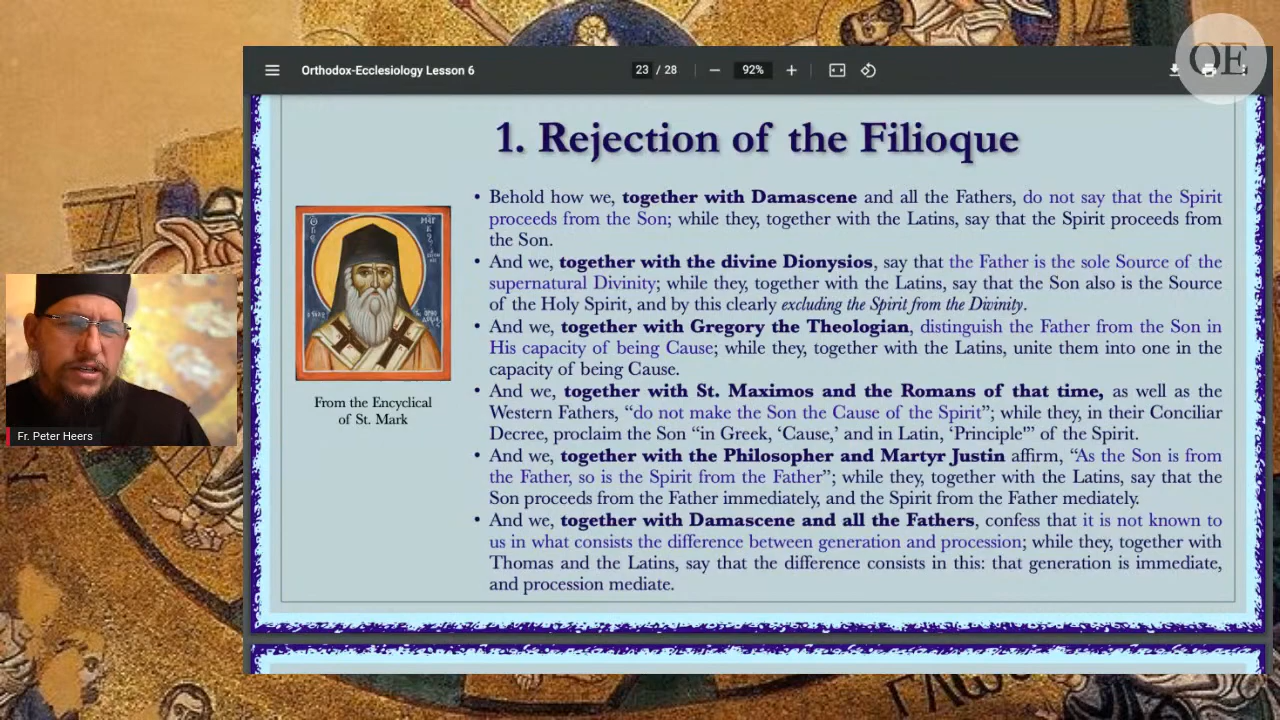 OE
Orthodox-Ecclesiology Lesson 6
23 / 28
92%
1. Rejection of the Filioque
• Behold how we, together with Damascene and all the Fathers, do not say that the Spirit
proceeds from the Son; while they, together with the Latins, say that the Spirit proceeds from
the Son.
• And we, together with the divine Dionysios, say that the Father is the sole Source of the
supernatural Divinity; while they, together with the Latins, say that the Son also is the Source
of the Holy Spirit, and by this clearly excluding the Spirit from the Divinity.
• And we, together with Gregory the Theologian, distinguish the Father from the Son in
His capacity of being Cause; while they, together with the Latins, unite them into one in the
capacity of being Cause.
• And we, together with St. Maximos and the Romans of that time, as well as the
Western Fathers, “do not make the Son the Cause of the Spirit”; while they, in their Conciliar
Decree, proclaim the Son “in Greek, ‘Cause,’ and in Latin, ‘Principle’” of the Spirit.
• And we, together with the Philosopher and Martyr Justin affirm, “As the Son is from
the Father, so is the Spirit from the Father”; while they, together with the Latins, say that the
Son proceeds from the Father immediately, and the Spirit from the Father mediately.
• And we, together with Damascene and all the Fathers, confess that it is not known to
us in what consists the difference between generation and procession; while they, together with
Thomas and the Latins, say that the difference consists in this: that generation is immediate,
and procession mediate.
From the Encyclical
of St. Mark
Fr. Peter Heers